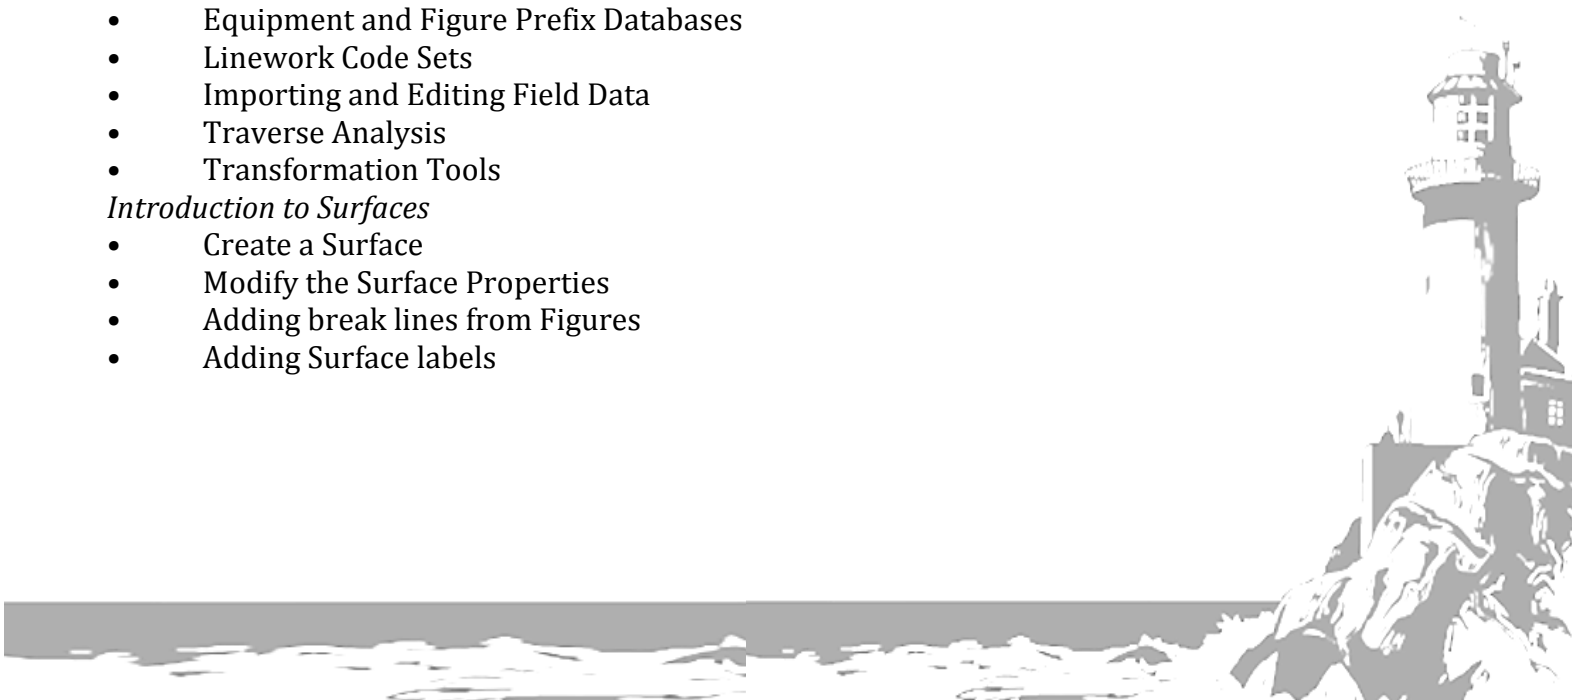 • Equipment and Figure Prefix Databases
• Linework Code Sets
• Importing and Editing Field Data
• Traverse Analysis
• Transformation Tools
Introduction to Surfaces
• Create a Surface
• Modify the Surface Properties
• Adding break lines from Figures
• Adding Surface labels